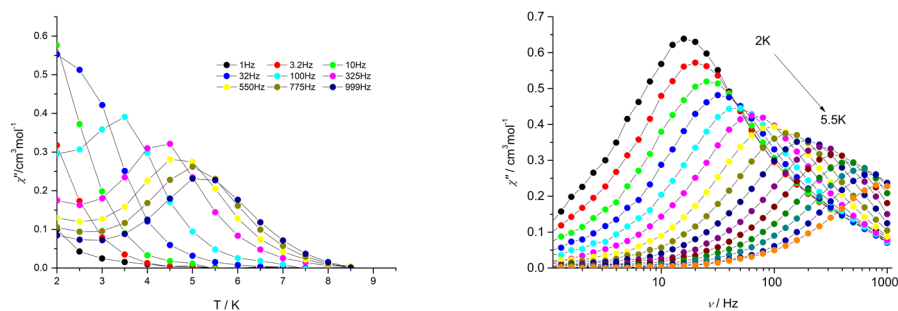 χ''/cm³mol⁻¹
0.6
0.5
0.4
0.3
0.2
0.1
0.0
2 3 4 5 6 7 8 9
T / K
1Hz 3.2Hz 10Hz
32Hz 100Hz 325Hz
550Hz 775Hz 999Hz
χ'' / cm³mol⁻¹
0.7
0.6
0.5
0.4
0.3
0.2
0.1
0.0
10 100 1000
ν / Hz
2K
5.5K